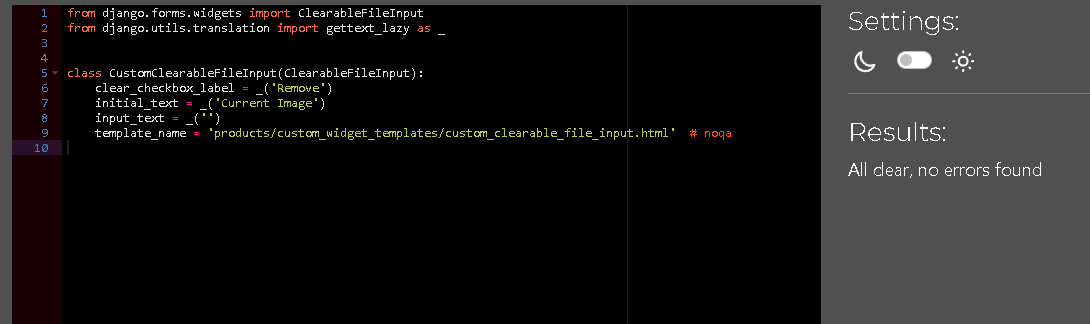 1 from django.forms.widgets import ClearableFileInput
2 from django.utils.translation import gettext_lazy as _
3
4
5 class CustomClearableFileInput(ClearableFileInput):
6     clear_checkbox_label = _('Remove')
7     initial_text = _('Current Image')
8     input_text = _('')
9     template_name = 'products/custom_widget_templates/custom_clearable_file_input.html'  # noqa
10
Settings:
Results:
All clear, no errors found